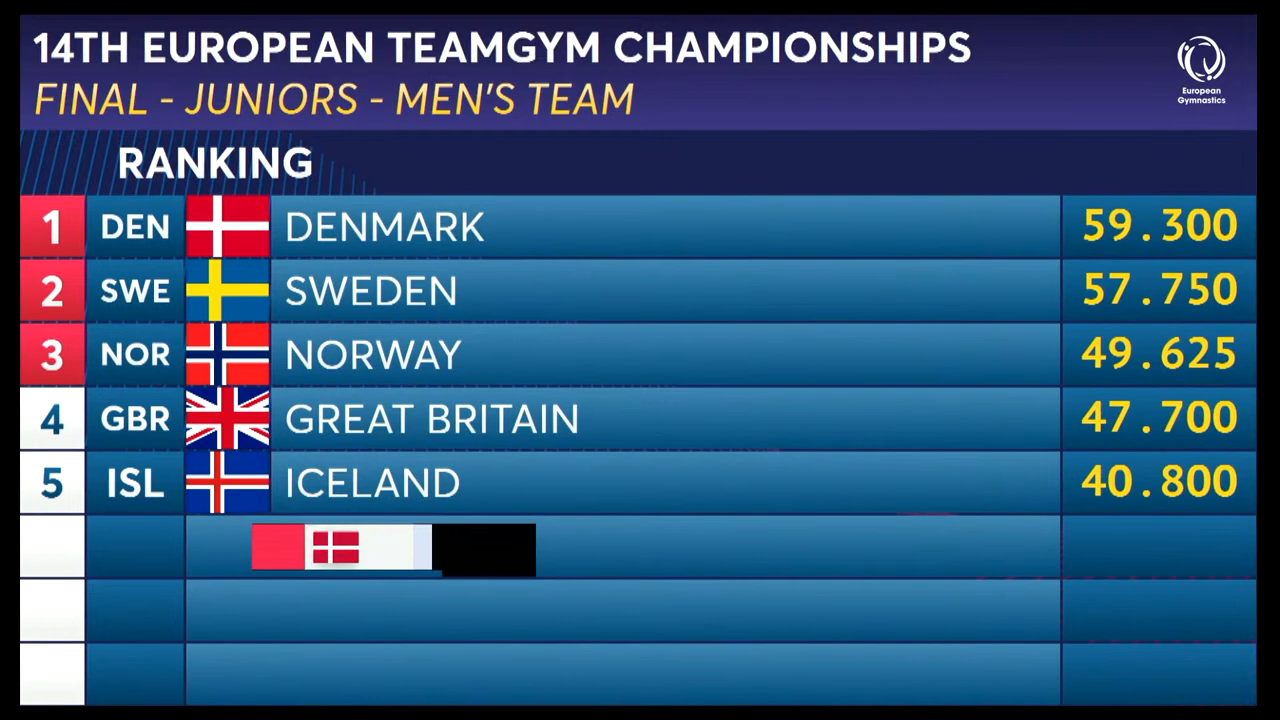 14TH EUROPEAN TEAMGYM CHAMPIONSHIPS
FINAL - JUNIORS - MEN'S TEAM
European
Gymnastics
RANKING
1 DEN DENMARK 59.300
2 SWE SWEDEN 57.750
3 NOR NORWAY 49.625
4 GBR GREAT BRITAIN 47.700
5 ISL ICELAND 40.800